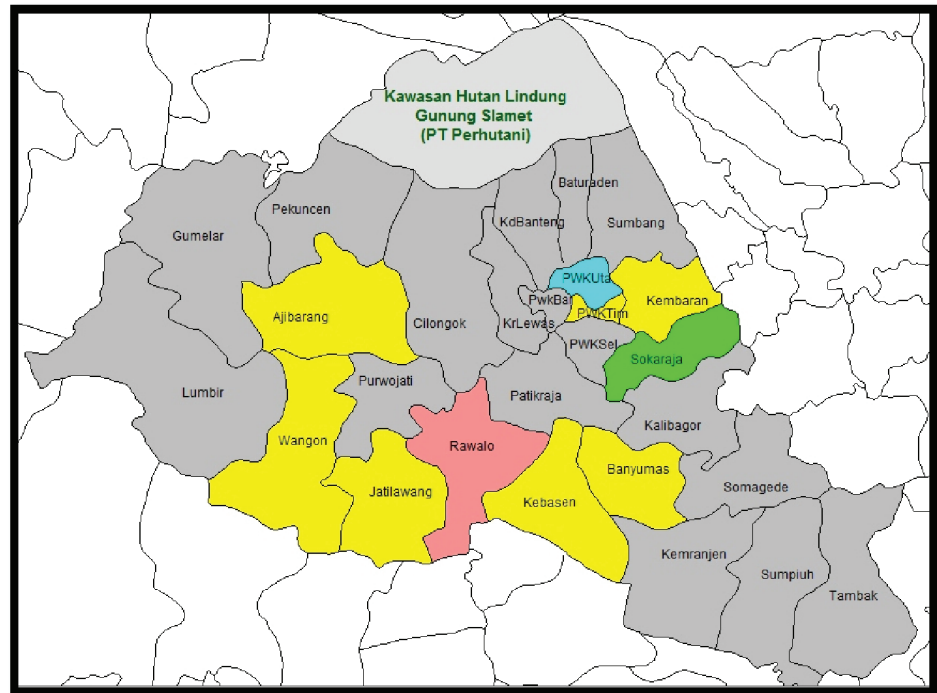 Kawasan Hutan Lindung
Gunung Slamet
(PT Perhutani)
Baturaden
Pekuncen
KdBanteng
Sumbang
Gumelar
PWKUta
PwkBar
Kembaran
Ajibarang
Cilongok
KrLewas
PWKTim
PWKSel
Sokaraja
Purwojati
Lumbir
Patikraja
Kalibagor
Wangon
Rawalo
Banyumas
Jatilawang
Kebasen
Somagede
Kemranjen
Sumpiuh
Tambak